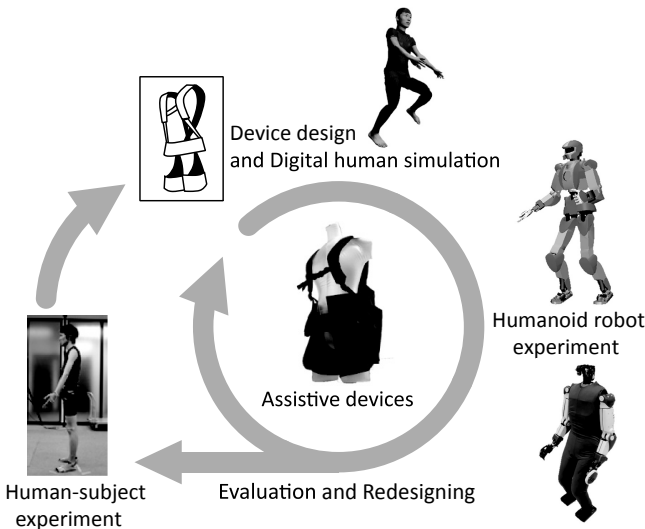 Device design
and Digital human simulation
Humanoid robot
experiment
Assistive devices
Evaluation and Redesigning
Human-subject
experiment